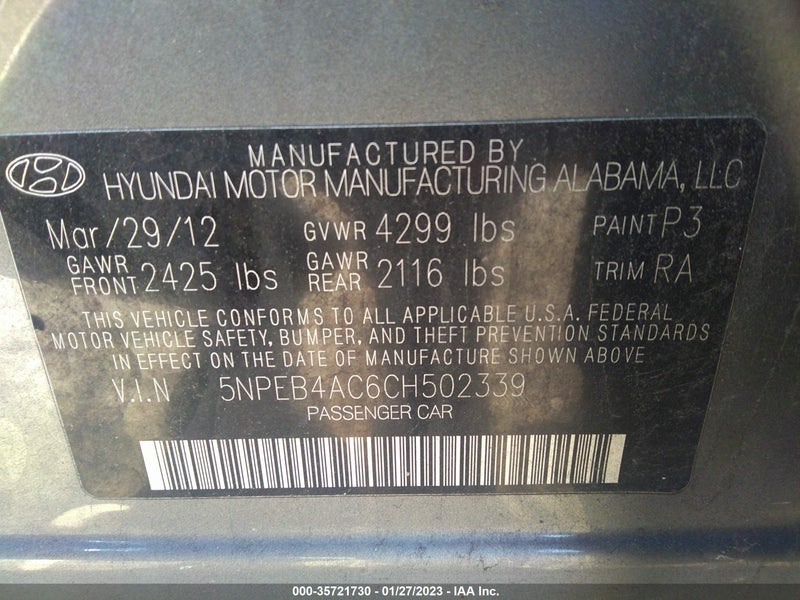 MANUFACTURED BY
HYUNDAI MOTOR MANUFACTURING ALABAMA, LLC
Mar/29/12 GVWR 4299 lbs PAINT P3
GAWR FRONT 2425 lbs GAWR REAR 2116 lbs TRIM RA
THIS VEHICLE CONFORMS TO ALL APPLICABLE U.S.A. FEDERAL
MOTOR VEHICLE SAFETY, BUMPER, AND THEFT PREVENTION STANDARDS
IN EFFECT ON THE DATE OF MANUFACTURE SHOWN ABOVE.
V.I.N 5NPEB4AC6CH502339
PASSENGER CAR
000-35721730 - 01/27/2023 - IAA Inc.